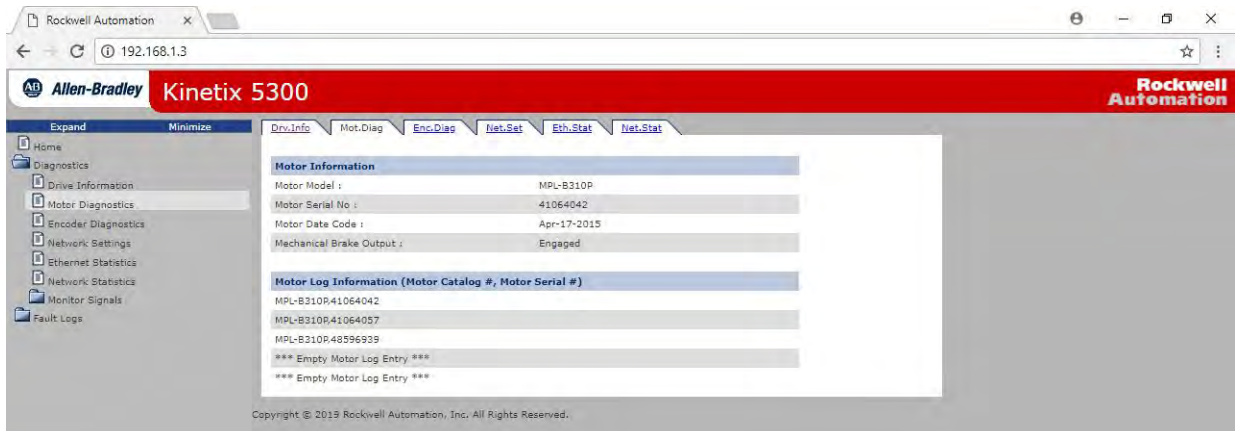 Rockwell Automation
192.168.1.3
AB Allen-Bradley Kinetix 5300 Rockwell Automation
Expand Minimize
Home
Diagnostics
Drive Information
Motor Diagnostics
Encoder Diagnostics
Network Settings
Ethernet Statistics
Network Statistics
Monitor Signals
Fault Logs
Drv.Info Mot.Diag Enc.Diag Net.Set Eth.Stat Net.Stat
Motor Information
Motor Model : MPL-B310P
Motor Serial No : 41064042
Motor Date Code : Apr-17-2015
Mechanical Brake Output : Engaged
Motor Log Information (Motor Catalog #, Motor Serial #)
MPL-B310P,41064042
MPL-B310P,41064057
MPL-B310P,48596939
*** Empty Motor Log Entry ***
*** Empty Motor Log Entry ***
Copyright © 2019 Rockwell Automation, Inc. All Rights Reserved.